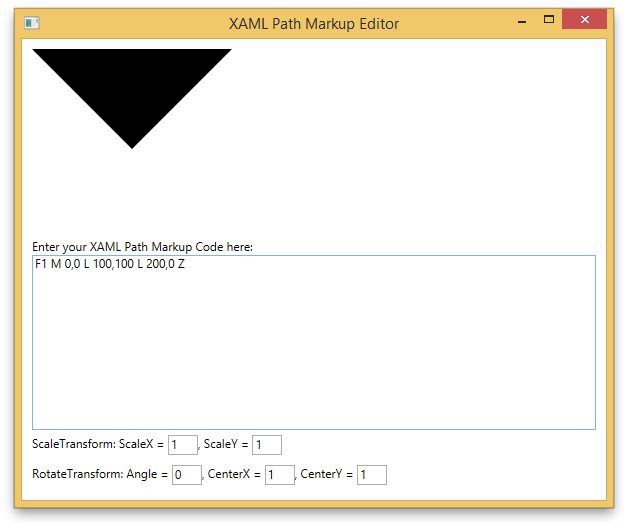 XAML Path Markup Editor
Enter your XAML Path Markup Code here:
F1 M 0,0 L 100,100 L 200,0 Z
ScaleTransform: ScaleX = 1, ScaleY = 1
RotateTransform: Angle = 0, CenterX = 1, CenterY = 1